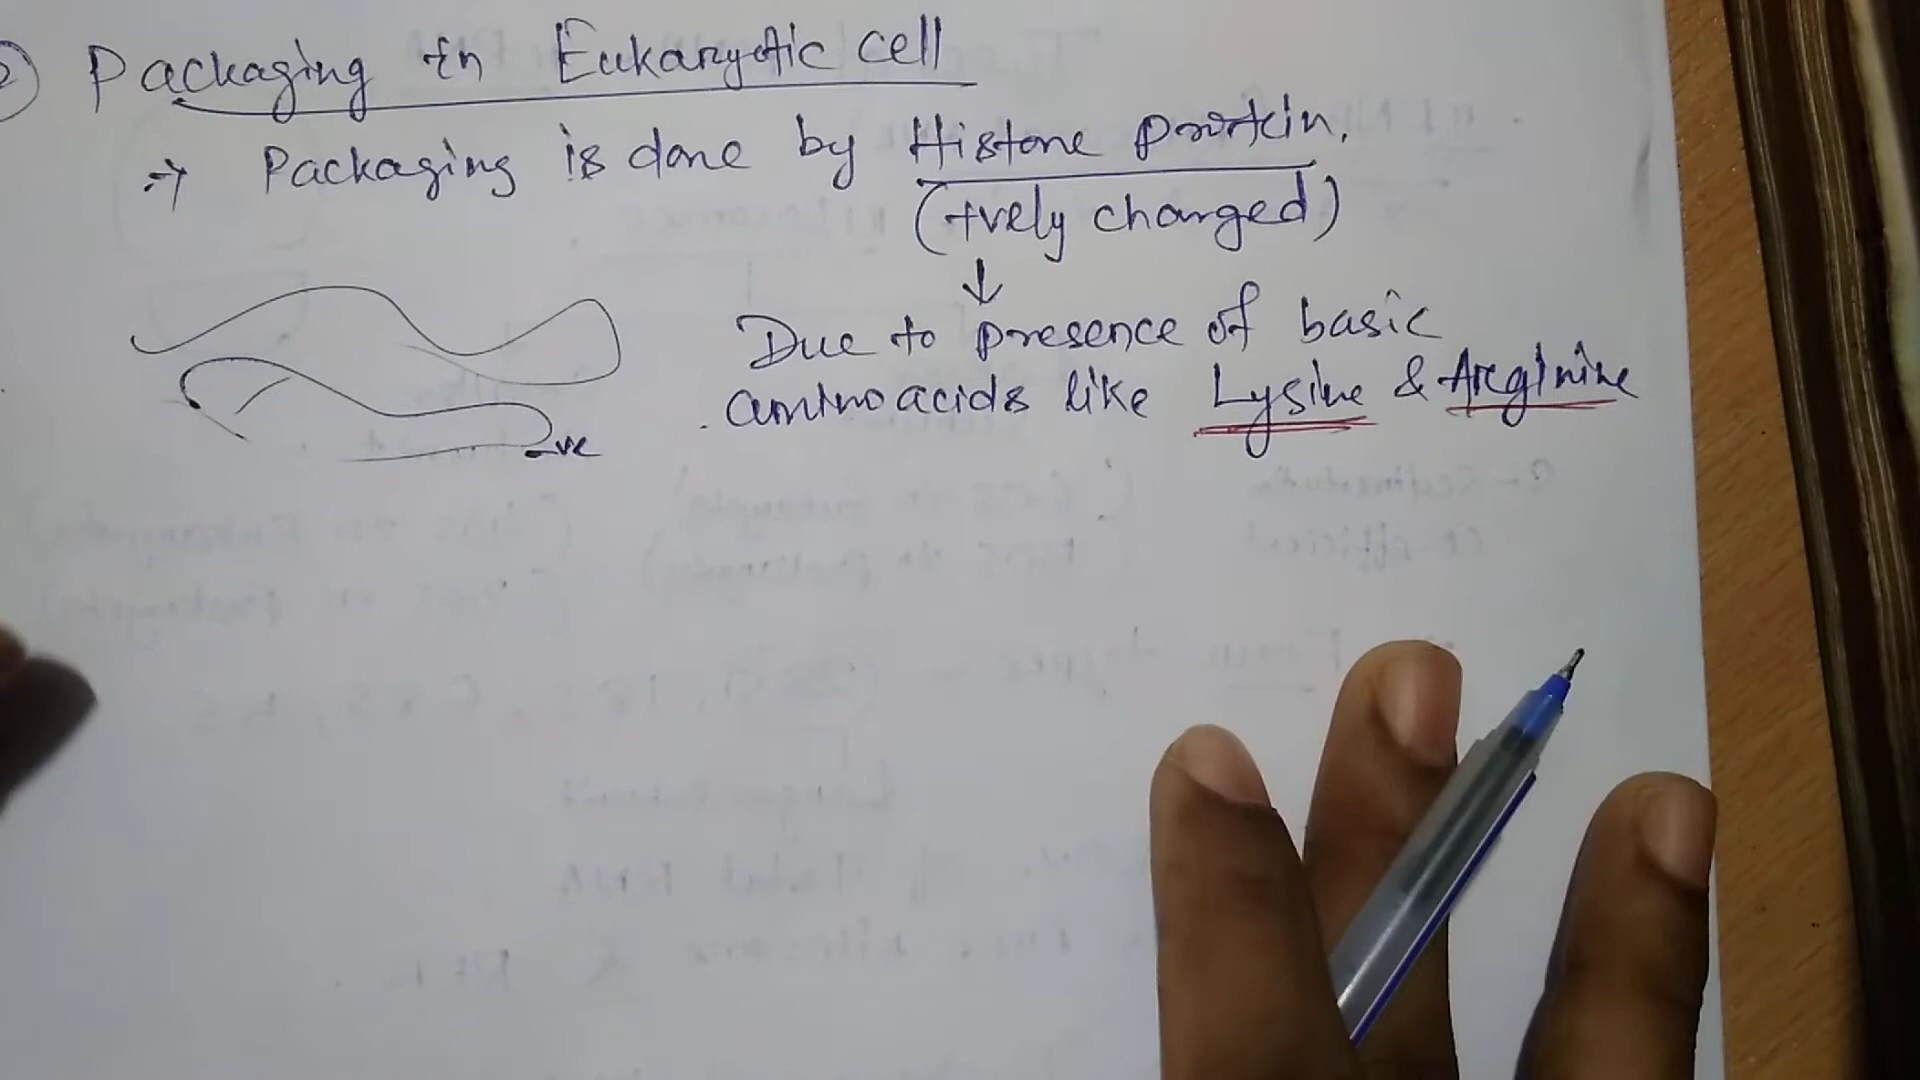 2) Packaging in Eukaryotic cell
→ Packaging is done by Histone protein.
(+vely charged)
↓
Due to presence of basic
amino acids like Lysine & Arginine
-ve